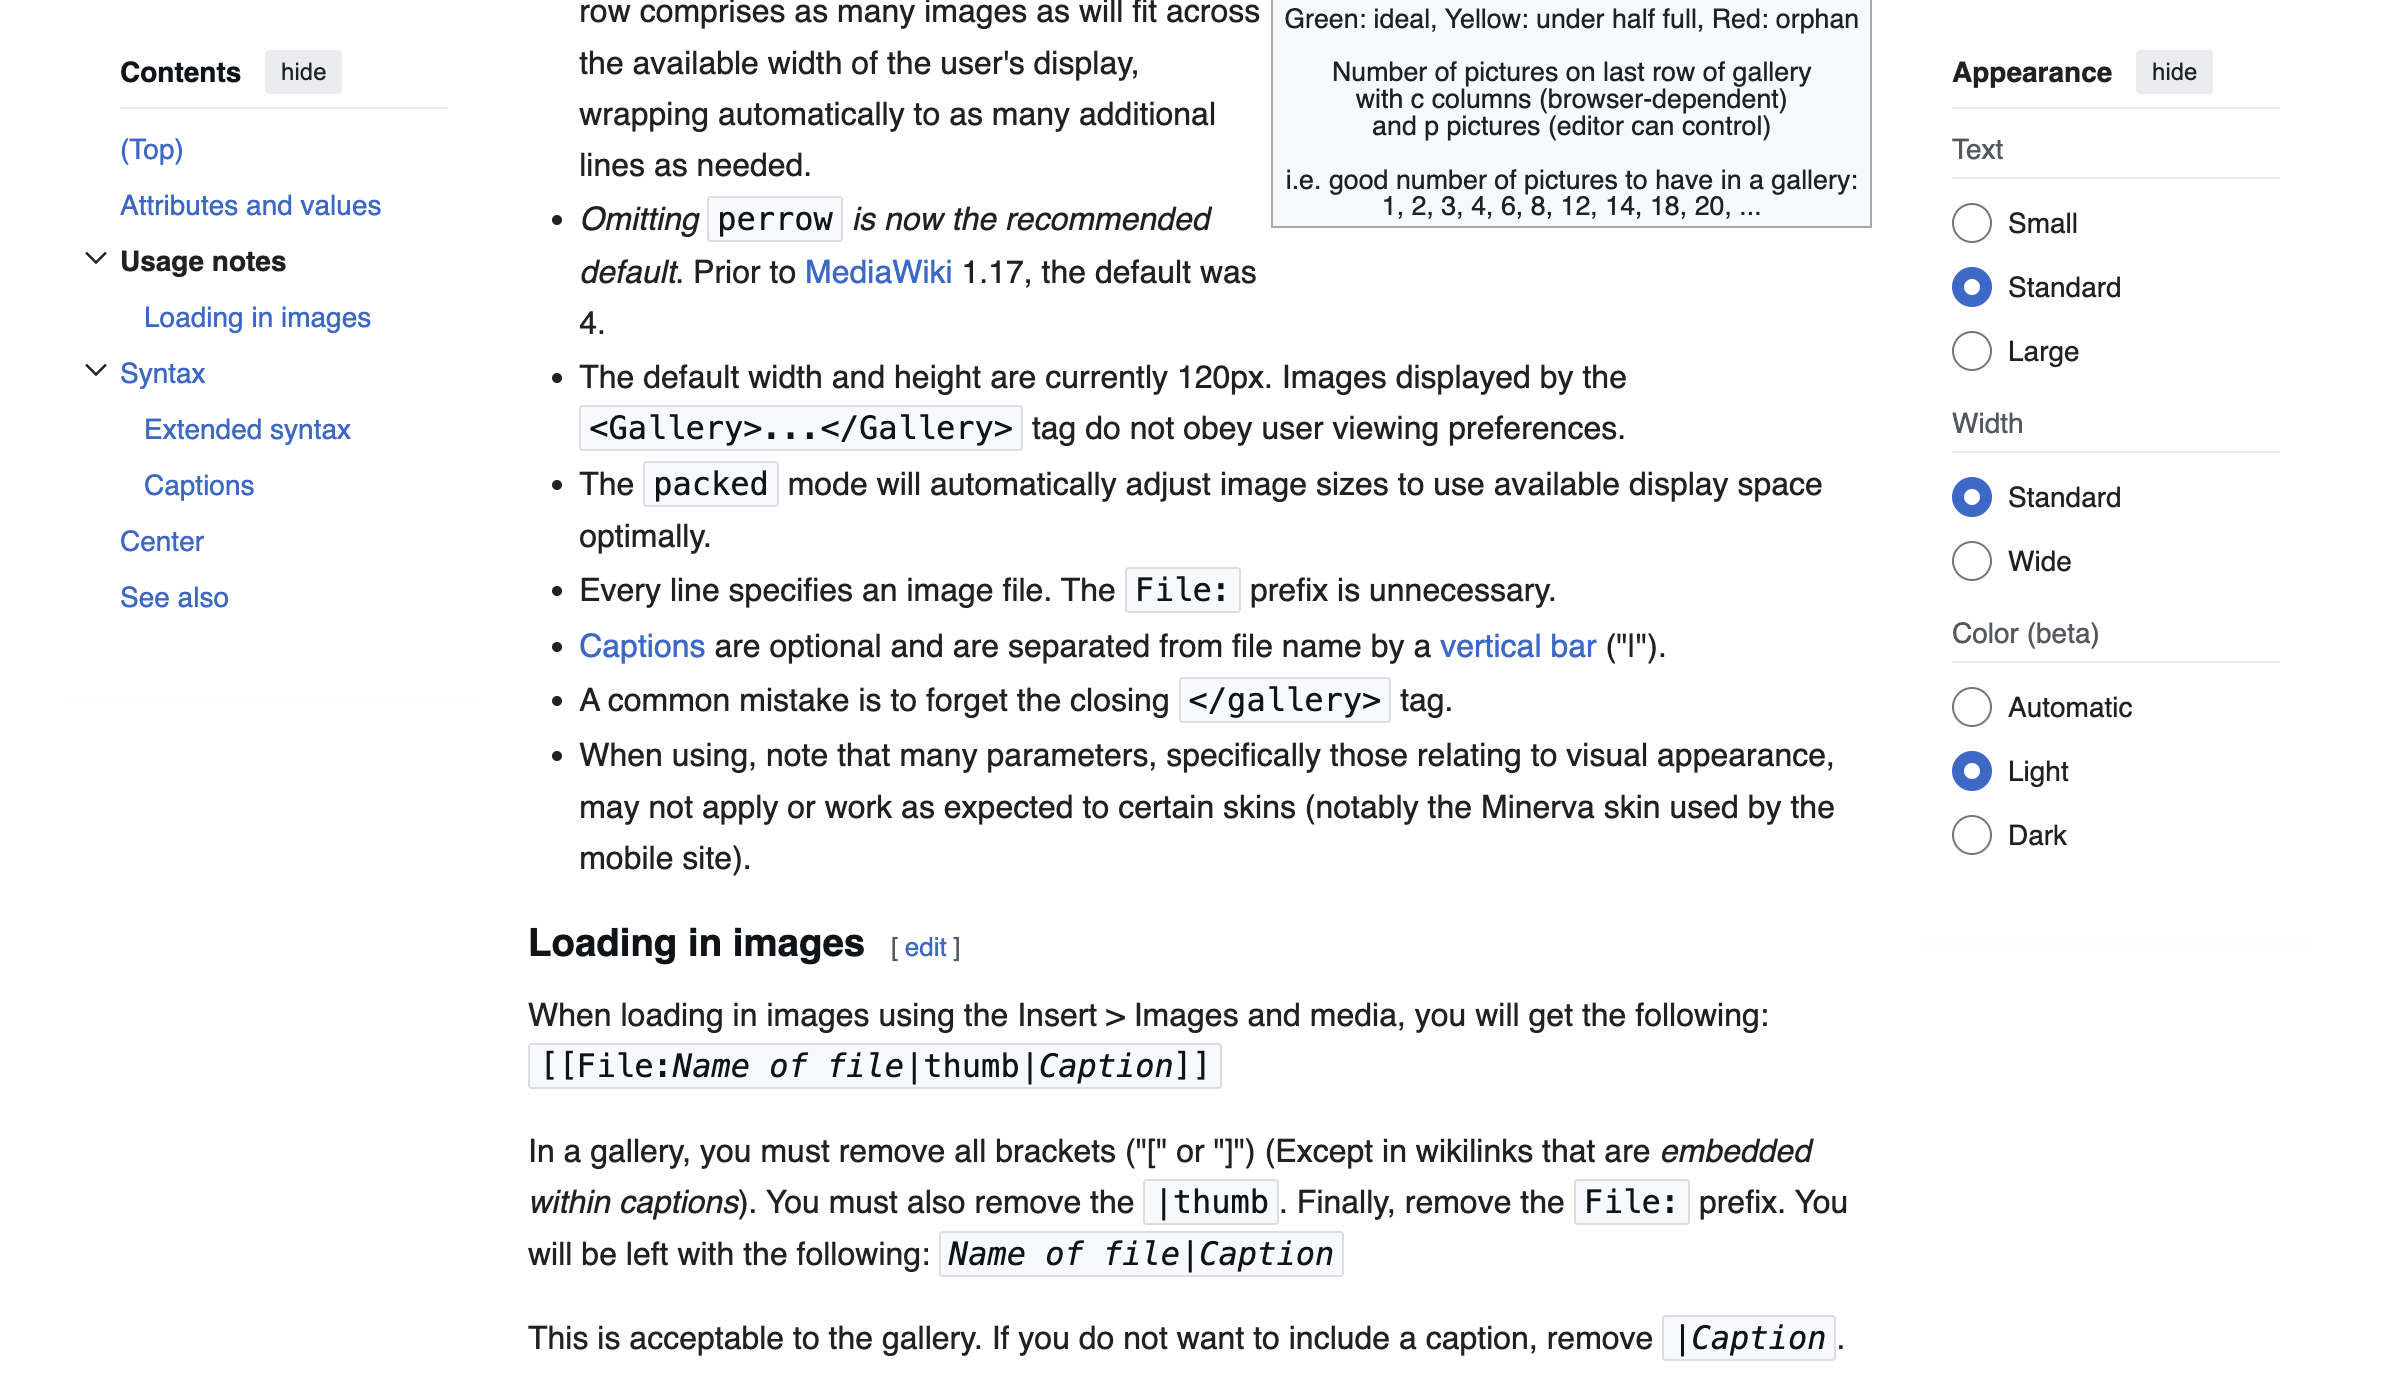 Contents hide
(Top)
Attributes and values
Usage notes
Loading in images
Syntax
Extended syntax
Captions
Center
See also
row comprises as many images as will fit across
the available width of the user's display,
wrapping automatically to as many additional
lines as needed.
Omitting perrow is now the recommended
default. Prior to MediaWiki 1.17, the default was
4.
The default width and height are currently 120px. Images displayed by the
<Gallery>...</Gallery> tag do not obey user viewing preferences.
The packed mode will automatically adjust image sizes to use available display space
optimally.
Every line specifies an image file. The File: prefix is unnecessary.
Captions are optional and are separated from file name by a vertical bar ("|").
A common mistake is to forget the closing </gallery> tag.
When using, note that many parameters, specifically those relating to visual appearance,
may not apply or work as expected to certain skins (notably the Minerva skin used by the
mobile site).
Green: ideal, Yellow: under half full, Red: orphan
Number of pictures on last row of gallery
with c columns (browser-dependent)
and p pictures (editor can control)
i.e. good number of pictures to have in a gallery:
1, 2, 3, 4, 6, 8, 12, 14, 18, 20, ...
Loading in images [ edit ]
When loading in images using the Insert > Images and media, you will get the following:
[[File:Name of file|thumb|Caption]]
In a gallery, you must remove all brackets ("[" or "]") (Except in wikilinks that are embedded
within captions). You must also remove the |thumb. Finally, remove the File: prefix. You
will be left with the following: Name of file|Caption
This is acceptable to the gallery. If you do not want to include a caption, remove |Caption.
Appearance hide
Text
Small
Standard
Large
Width
Standard
Wide
Color (beta)
Automatic
Light
Dark